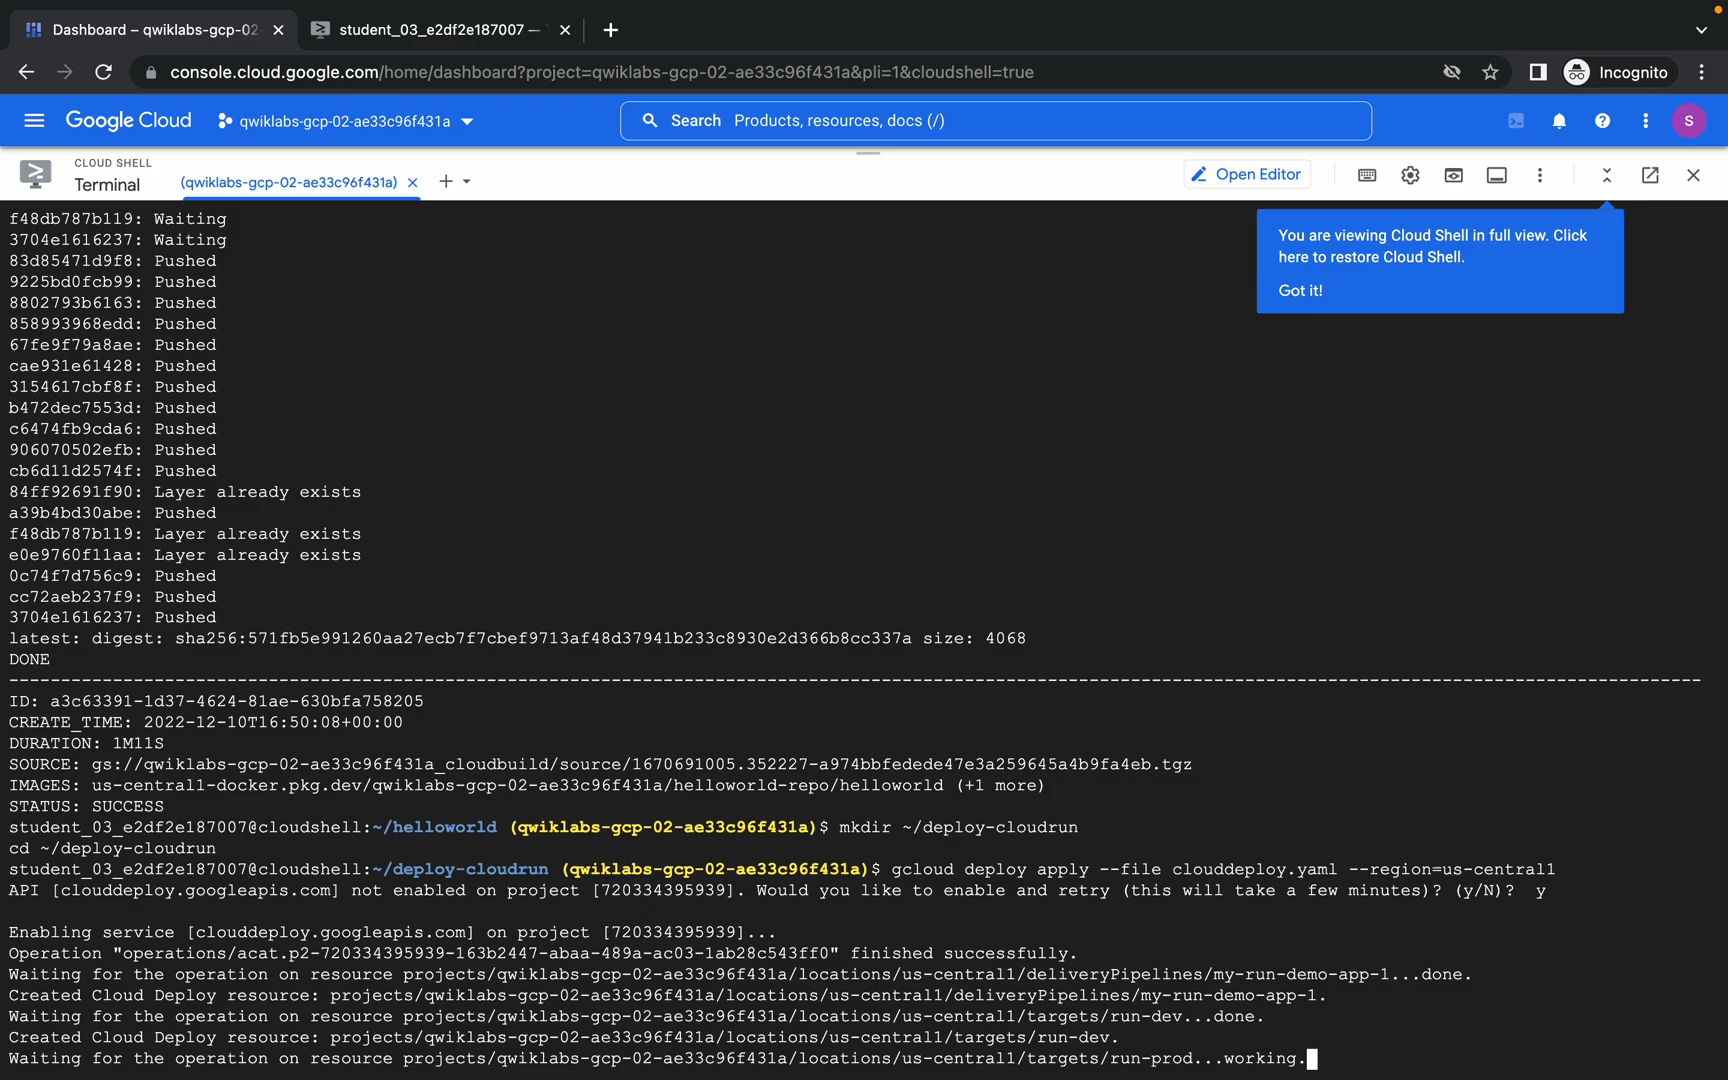 Dashboard – qwiklabs-gcp-02-
student_03_e2df2e187007 —
console.cloud.google.com/home/dashboard?project=qwiklabs-gcp-02-ae33c96f431a&pli=1&cloudshell=true
Incognito
Google Cloud
qwiklabs-gcp-02-ae33c96f431a
Search Products, resources, docs (/)
S
CLOUD SHELL
Terminal
(qwiklabs-gcp-02-ae33c96f431a)
Open Editor
You are viewing Cloud Shell in full view. Click
here to restore Cloud Shell.
Got it!
f48db787b119: Waiting
3704e1616237: Waiting
83d85471d9f8: Pushed
9225bd0fcb99: Pushed
8802793b6163: Pushed
858993968edd: Pushed
67fe9f79a8ae: Pushed
cae931e61428: Pushed
3154617cbf8f: Pushed
b472dec7553d: Pushed
c6474fb9cda6: Pushed
906070502efb: Pushed
cb6d11d2574f: Pushed
84ff92691f90: Layer already exists
a39b4bd30abe: Pushed
f48db787b119: Layer already exists
e0e9760f11aa: Layer already exists
0c74f7d756c9: Pushed
cc72aeb237f9: Pushed
3704e1616237: Pushed
latest: digest: sha256:571fb5e991260aa27ecb7f7cbef9713af48d37941b233c8930e2d366b8cc337a size: 4068
DONE
-------------------------------------------------------------------------------------------------------------------------------------------------------------------
ID: a3c63391-1d37-4624-81ae-630bfa758205
CREATE_TIME: 2022-12-10T16:50:08+00:00
DURATION: 1M11S
SOURCE: gs://qwiklabs-gcp-02-ae33c96f431a_cloudbuild/source/1670691005.352227-a974bbfedede47e3a259645a4b9fa4eb.tgz
IMAGES: us-central1-docker.pkg.dev/qwiklabs-gcp-02-ae33c96f431a/helloworld-repo/helloworld (+1 more)
STATUS: SUCCESS
student_03_e2df2e187007@cloudshell:~/helloworld (qwiklabs-gcp-02-ae33c96f431a)$ mkdir ~/deploy-cloudrun
cd ~/deploy-cloudrun
student_03_e2df2e187007@cloudshell:~/deploy-cloudrun (qwiklabs-gcp-02-ae33c96f431a)$ gcloud deploy apply --file clouddeploy.yaml --region=us-central1
API [clouddeploy.googleapis.com] not enabled on project [720334395939]. Would you like to enable and retry (this will take a few minutes)? (y/N)?  y
Enabling service [clouddeploy.googleapis.com] on project [720334395939]...
Operation "operations/acat.p2-720334395939-163b2447-abaa-489a-ac03-1ab28c543ff0" finished successfully.
Waiting for the operation on resource projects/qwiklabs-gcp-02-ae33c96f431a/locations/us-central1/deliveryPipelines/my-run-demo-app-1...done.
Created Cloud Deploy resource: projects/qwiklabs-gcp-02-ae33c96f431a/locations/us-central1/deliveryPipelines/my-run-demo-app-1.
Waiting for the operation on resource projects/qwiklabs-gcp-02-ae33c96f431a/locations/us-central1/targets/run-dev...done.
Created Cloud Deploy resource: projects/qwiklabs-gcp-02-ae33c96f431a/locations/us-central1/targets/run-dev.
Waiting for the operation on resource projects/qwiklabs-gcp-02-ae33c96f431a/locations/us-central1/targets/run-prod...working.